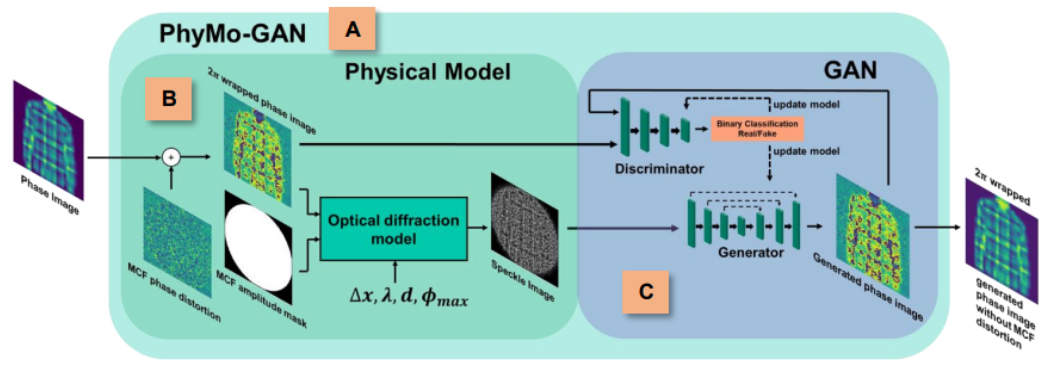 PhyMo-GAN
A
Physical Model
GAN
B
2π wrapped phase image
Phase Image
+
MCF phase distortion
MCF amplitude mask
Optical diffraction
model
Δx, λ, d, ϕmax
Speckle Image
update model
Binary Classification
Real/Fake
update model
Discriminator
Generator
C
Generated phase image
2π wrapped
generated
phase image
without MCF
distortion